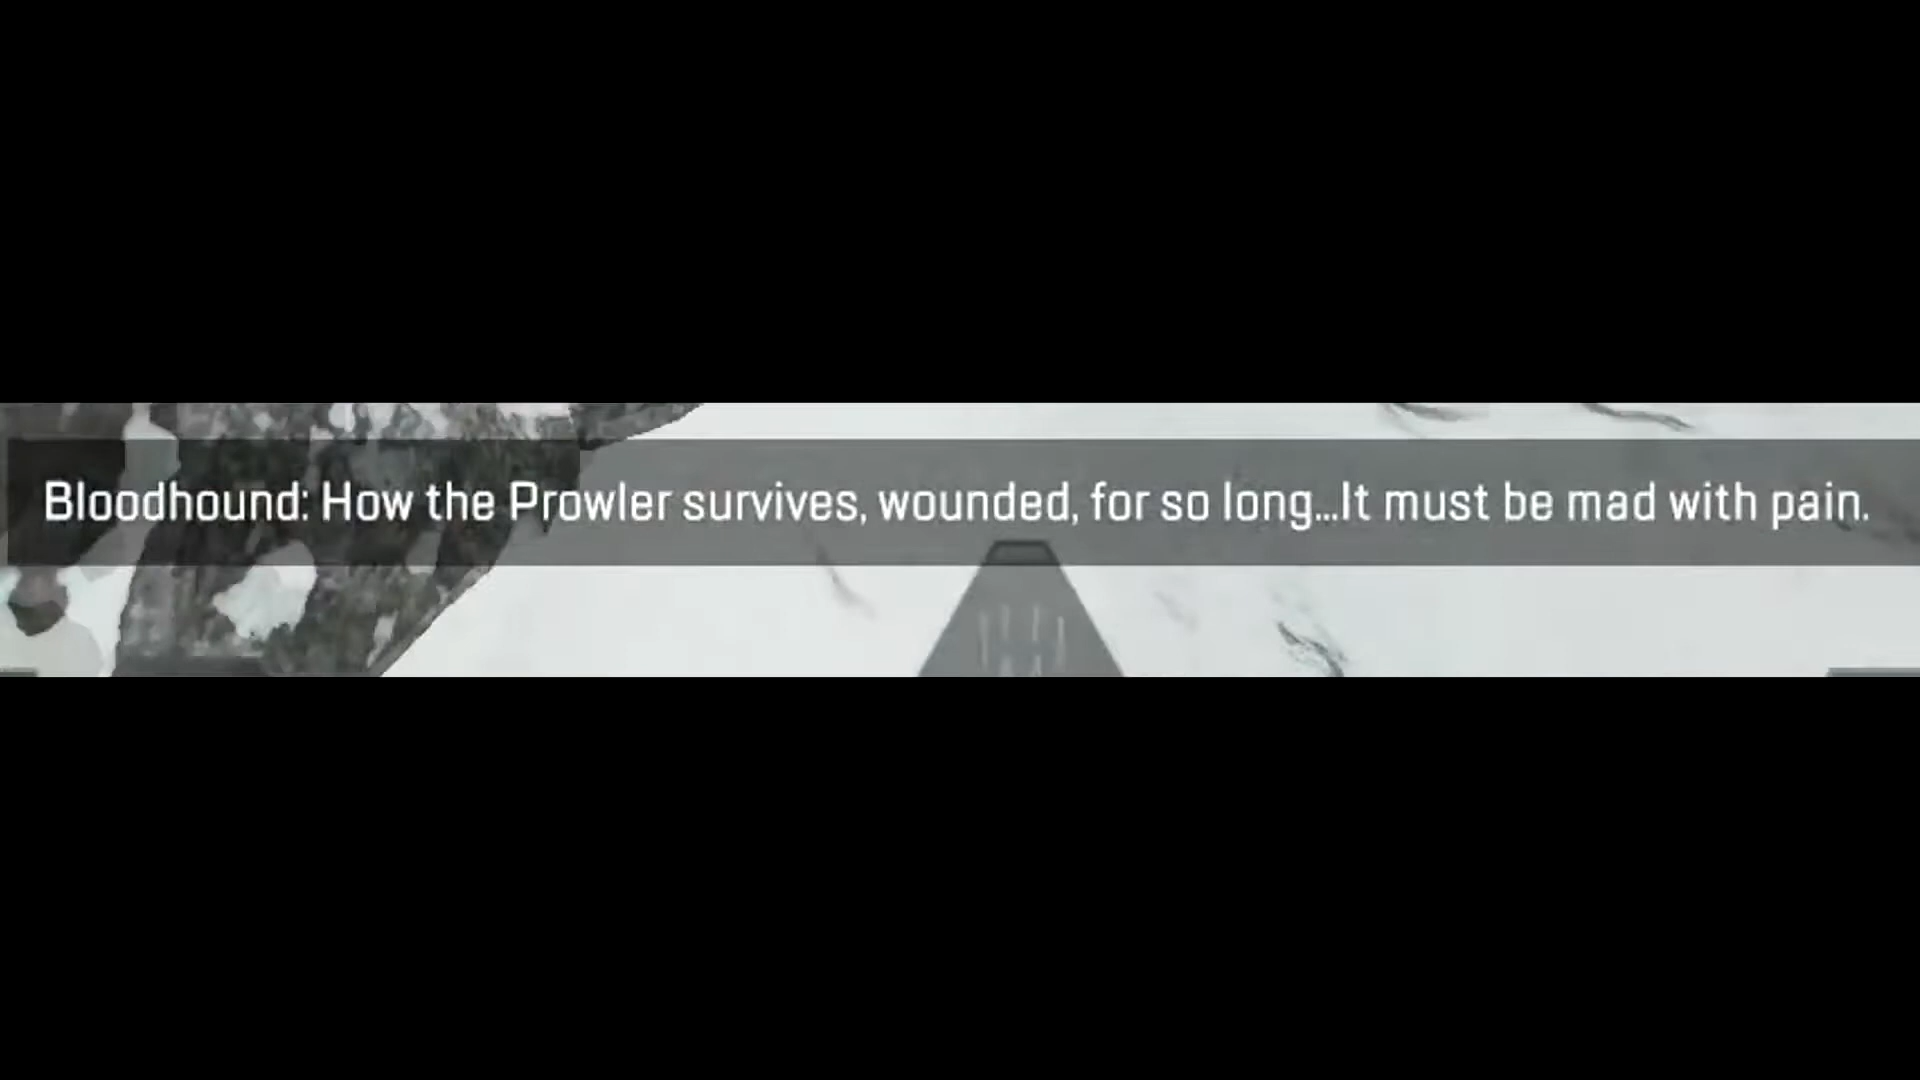 Bloodhound: How the Prowler survives, wounded, for so long...It must be mad with pain.